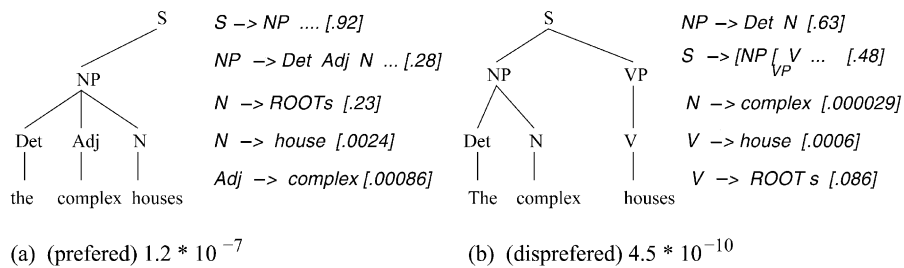 S
S –> NP .... [.92]
NP –> Det Adj N ... [.28]
NP
N –> ROOTs [.23]
Det Adj N
N –> house [.0024]
Adj –> complex [.00086]
the complex houses
(a) (prefered) 1.2 * 10 –7
S
NP –> Det N [.63]
S –> [NP [VP V ... [.48]
NP VP
N –> complex [.000029]
Det N V
V –> house [.0006]
V –> ROOT s [.086]
The complex houses
(b) (disprefered) 4.5 * 10 –10